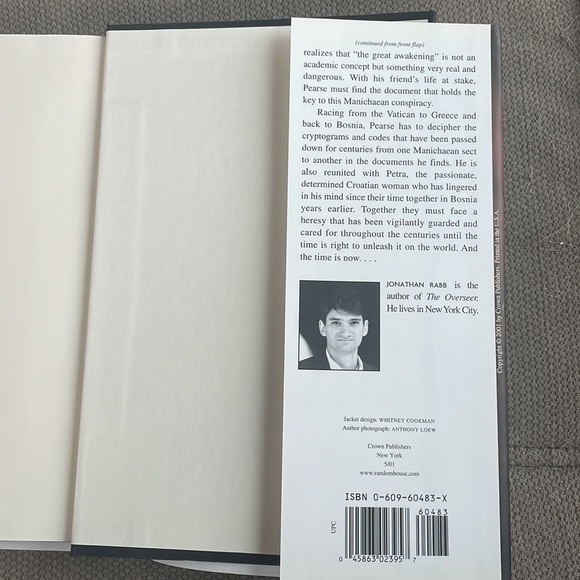 (continued from front flap)
realizes that "the great awakening" is not an
academic concept but something very real and
dangerous. With his friend's life at stake,
Pearse must find the document that holds the
key to this Manichaean conspiracy.
Racing from the Vatican to Greece and
back to Bosnia, Pearse has to decipher the
cryptograms and codes that have been passed
down for centuries from one Manichaean sect
to another in the documents he finds. He is
also reunited with Petra, the passionate,
determined Croatian woman who has lingered
in his mind since their time together in Bosnia
years earlier. Together they must face a
heresy that has been vigilantly guarded and
cared for throughout the centuries until the
time is right to unleash it on the world. And
the time is now. . . .
JONATHAN RABB is the
author of The Overseer.
He lives in New York City.
Jacket design: WHITNEY COOKMAN
Author photograph: ANTHONY LOEW
Crown Publishers
New York
5/01
www.randomhouse.com
ISBN 0-609-60483-X
60483
UPC
0 45863 02395 7
Copyright © 2001 by Crown Publishers. Printed in the U.S.A.